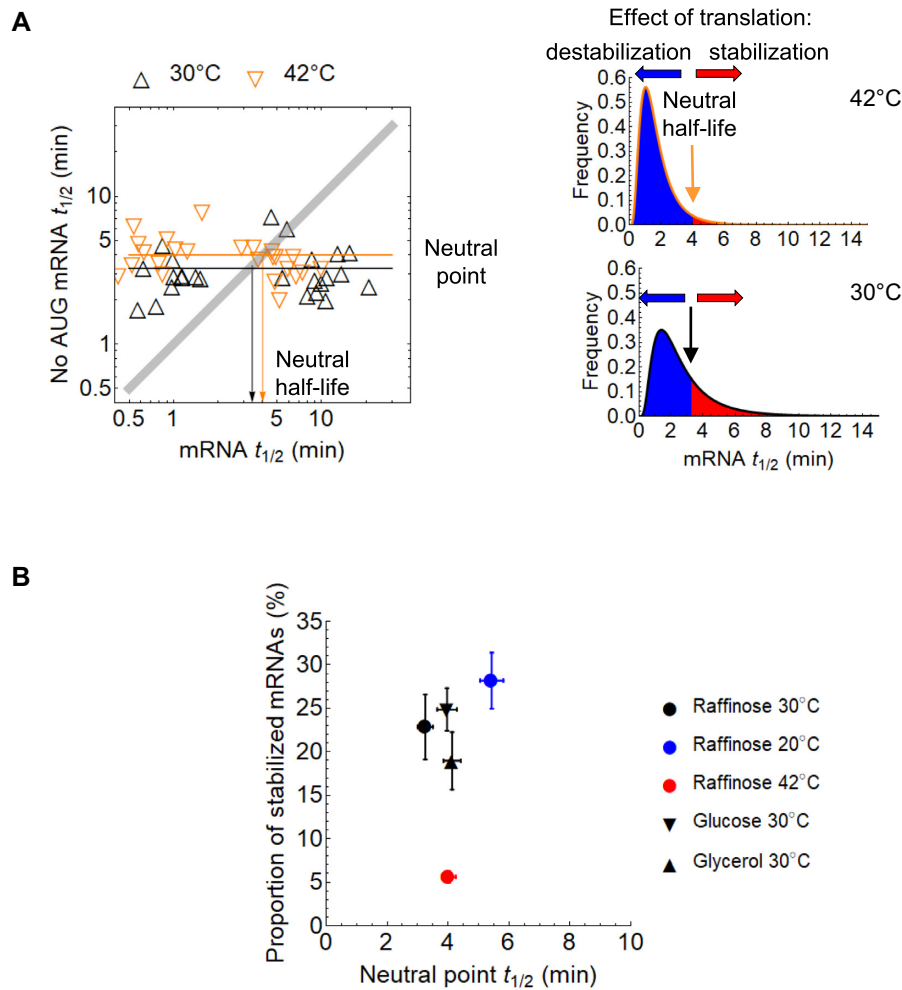 A
30°C
42°C
No AUG mRNA t1/2 (min)
10
5
1
0.5
0.5
1
5
10
mRNA t1/2 (min)
Neutral
half-life
Neutral
point
Effect of translation:
destabilization
stabilization
42°C
Neutral
half-life
Frequency
0.6
0.5
0.4
0.3
0.2
0.1
0.0
0 2 4 6 8 10 12 14
30°C
Frequency
0.6
0.5
0.4
0.3
0.2
0.1
0.0
0 2 4 6 8 10 12 14
mRNA t1/2 (min)
B
Proportion of stabilized mRNAs (%)
35
30
25
20
15
10
5
0
0 2 4 6 8 10
Neutral point t1/2 (min)
Raffinose 30°C
Raffinose 20°C
Raffinose 42°C
Glucose 30°C
Glycerol 30°C